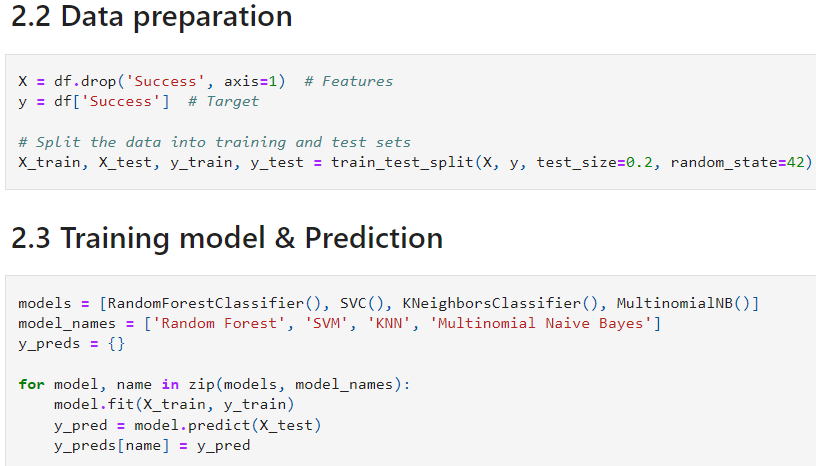 2.2 Data preparation
X = df.drop('Success', axis=1)  # Features
y = df['Success']  # Target
# Split the data into training and test sets
X_train, X_test, y_train, y_test = train_test_split(X, y, test_size=0.2, random_state=42)
2.3 Training model & Prediction
models = [RandomForestClassifier(), SVC(), KNeighborsClassifier(), MultinomialNB()]
model_names = ['Random Forest', 'SVM', 'KNN', 'Multinomial Naive Bayes']
y_preds = {}
for model, name in zip(models, model_names):
    model.fit(X_train, y_train)
    y_pred = model.predict(X_test)
    y_preds[name] = y_pred